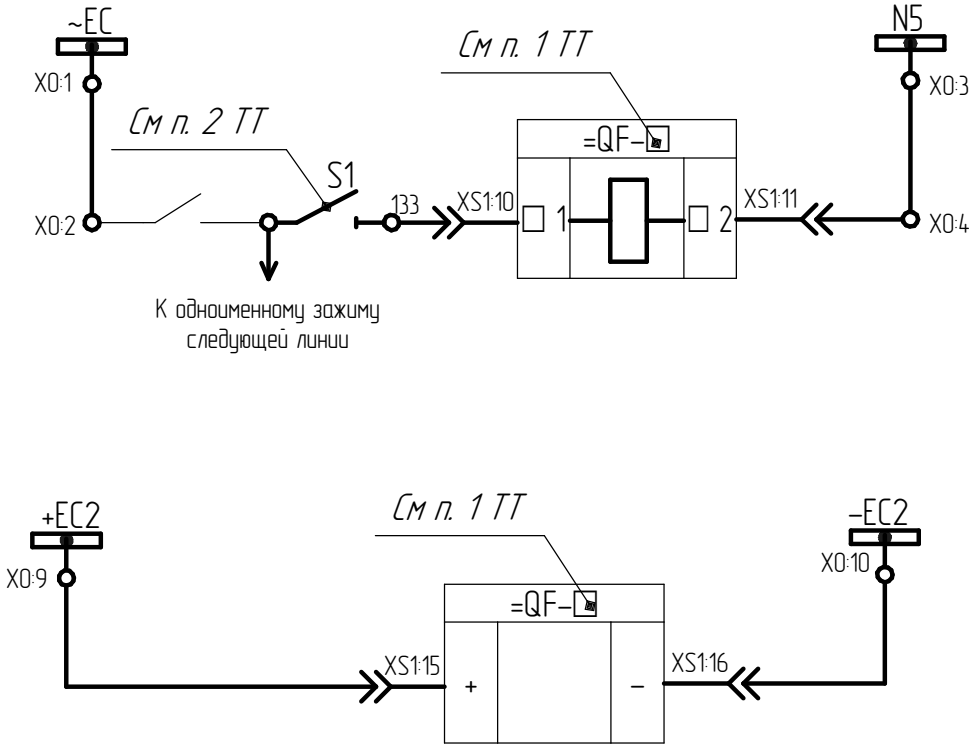 ~EC
N5
См п. 1 ТТ
X0:1
X0:3
См п. 2 ТТ
=QF-□
S1
133
XS1:10
XS1:11
X0:2
□ 1
□ 2
X0:4
К одноименному зажиму
следующей линии
+EC2
См п. 1 ТТ
-EC2
X0:9
X0:10
=QF-□
XS1:15
XS1:16
+
-